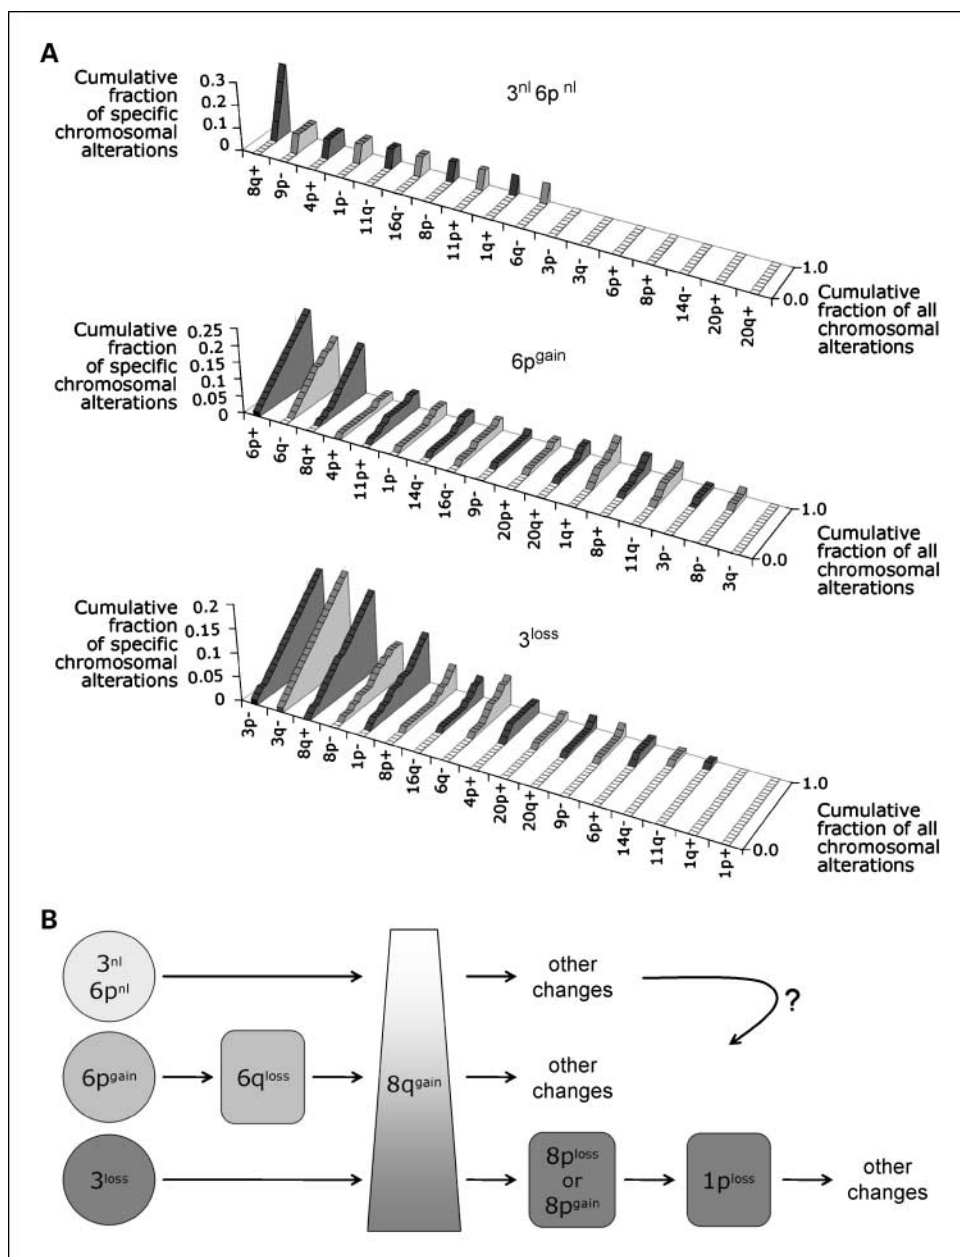 A
Cumulative
fraction
of specific
chromosomal
alterations
0.3
0.2
0.1
0
3nl 6p nl
8q+
9p-
4p+
1p-
11q-
16q-
8p-
11p+
1q+
6q-
3p-
3q-
6p+
8p+
14q-
20p+
20q+
1.0
0.0
Cumulative
fraction of all
chromosomal
alterations
Cumulative
fraction
of specific
chromosomal
alterations
0.25
0.2
0.15
0.1
0.05
0
6pgain
6p+
6q-
8q+
4p+
11p+
1p-
14q-
16q-
9p-
20p+
20q+
1q+
8p+
11q-
3p-
8p-
3q-
1.0
0.0
Cumulative
fraction of all
chromosomal
alterations
Cumulative
fraction
of specific
chromosomal
alterations
0.2
0.15
0.1
0.05
0
3loss
3p-
3q-
8q+
8p-
1p-
8p+
16q-
6q-
4p+
20p+
20q+
9p-
6p+
14q-
11q-
1q+
1p+
1.0
0.0
Cumulative
fraction of all
chromosomal
alterations
B
3nl
6pnl
other
changes
?
6pgain
6qloss
8qgain
other
changes
3loss
8ploss
or
8pgain
1ploss
other
changes